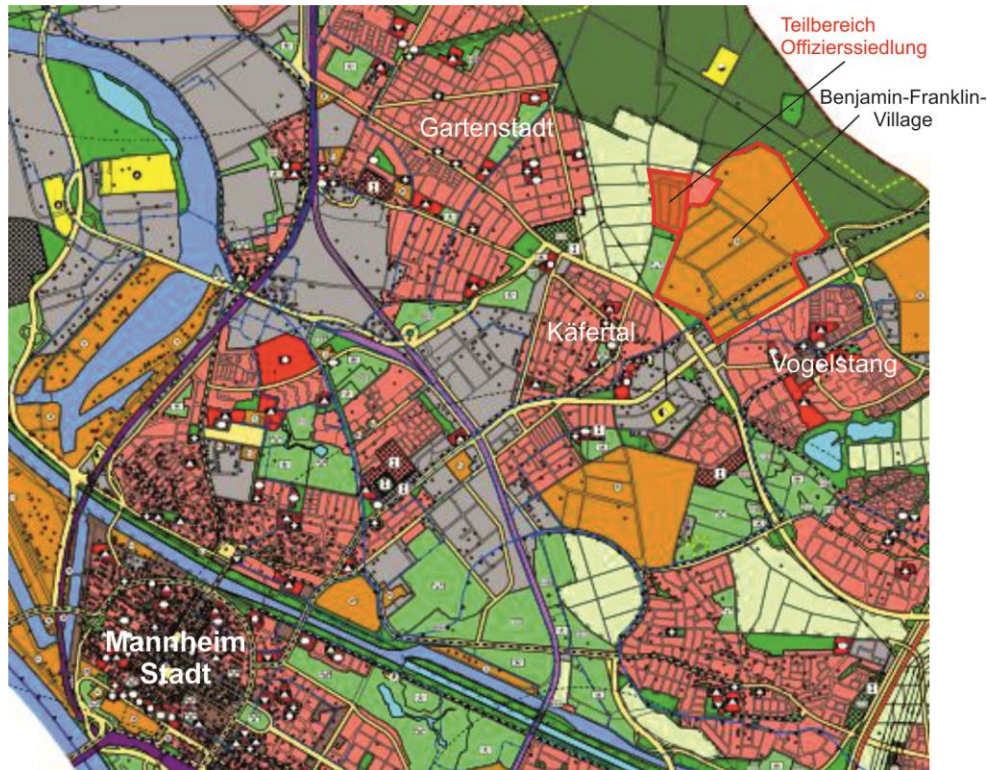 Teilbereich
Offizierssiedlung
Benjamin-Franklin-
Village
Gartenstadt
Käfertal
Vogelstang
Mannheim
Stadt